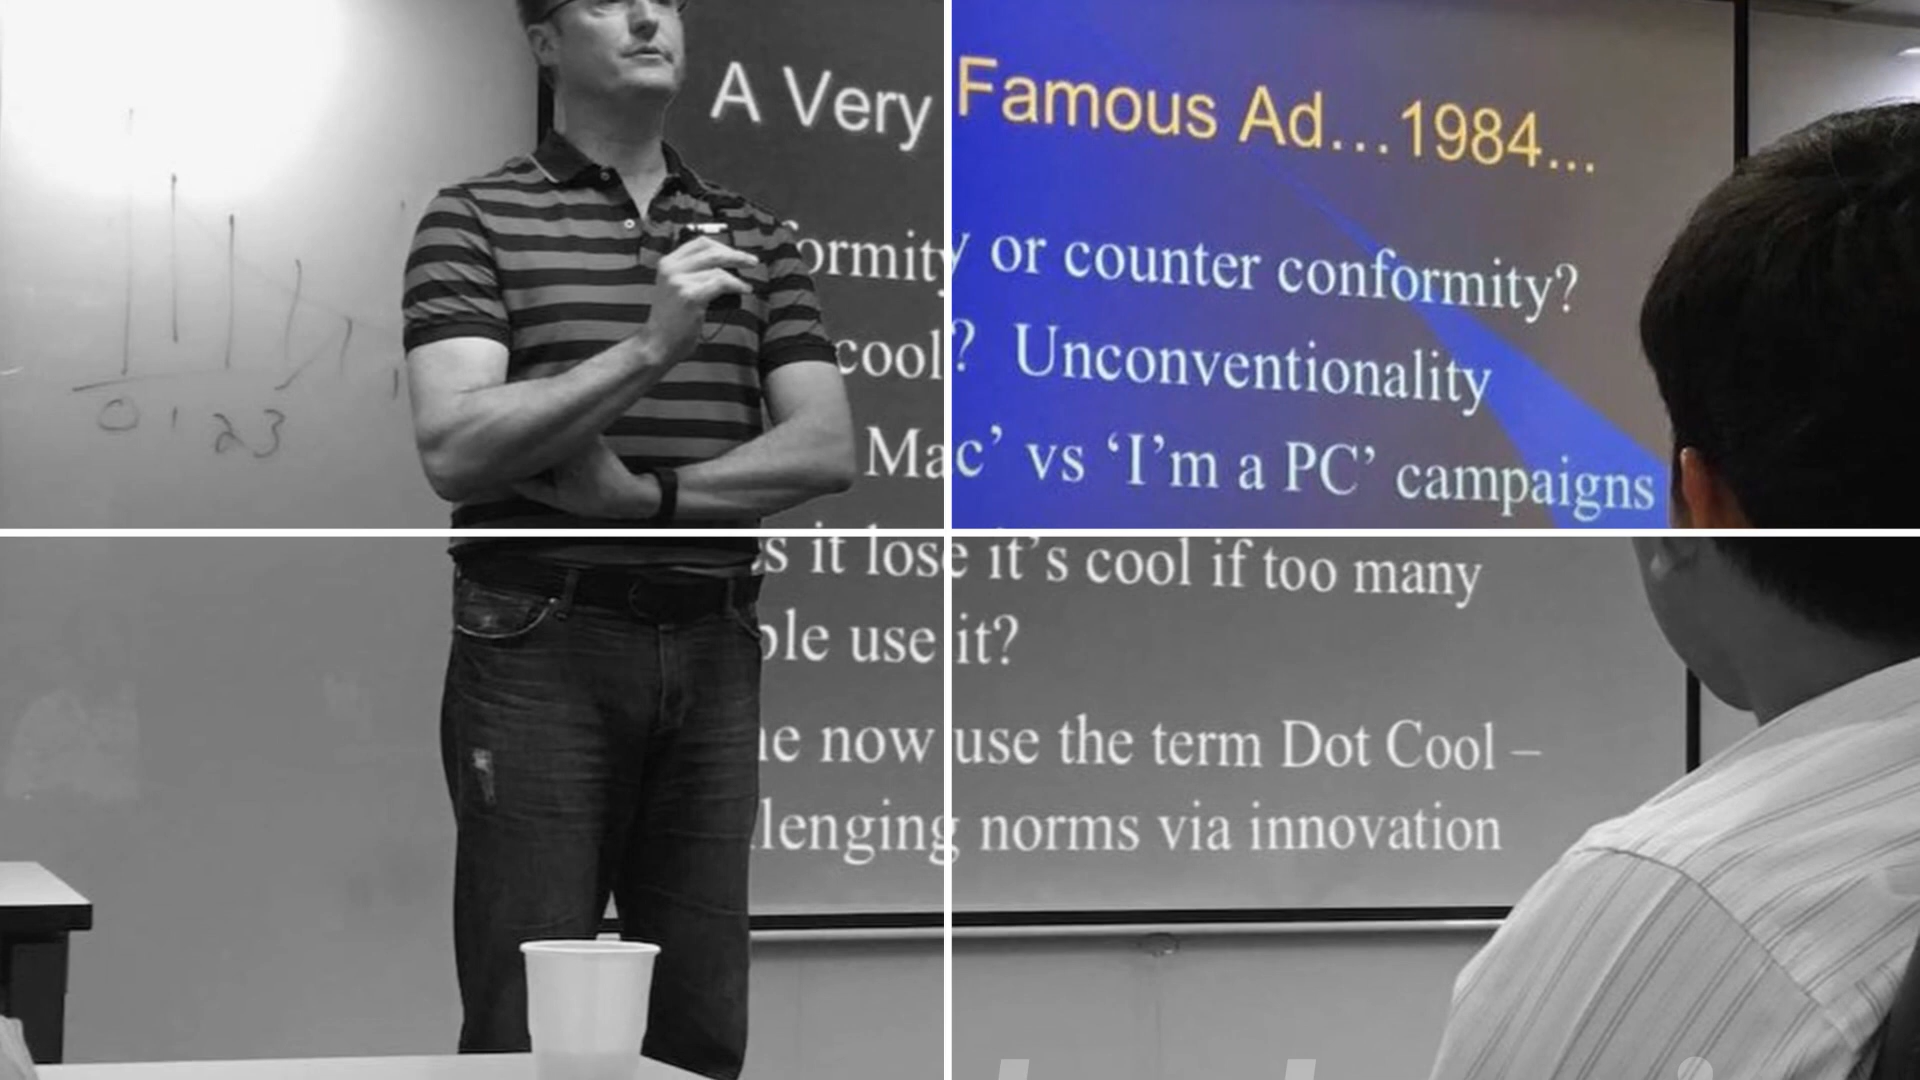 A Very Famous Ad...1984...
ormity or counter conformity?
cool? Unconventionality
Mac' vs 'I'm a PC' campaigns
s it lose it's cool if too many
ple use it?
e now use the term Dot Cool –
lenging norms via innovation
0 1 2 3